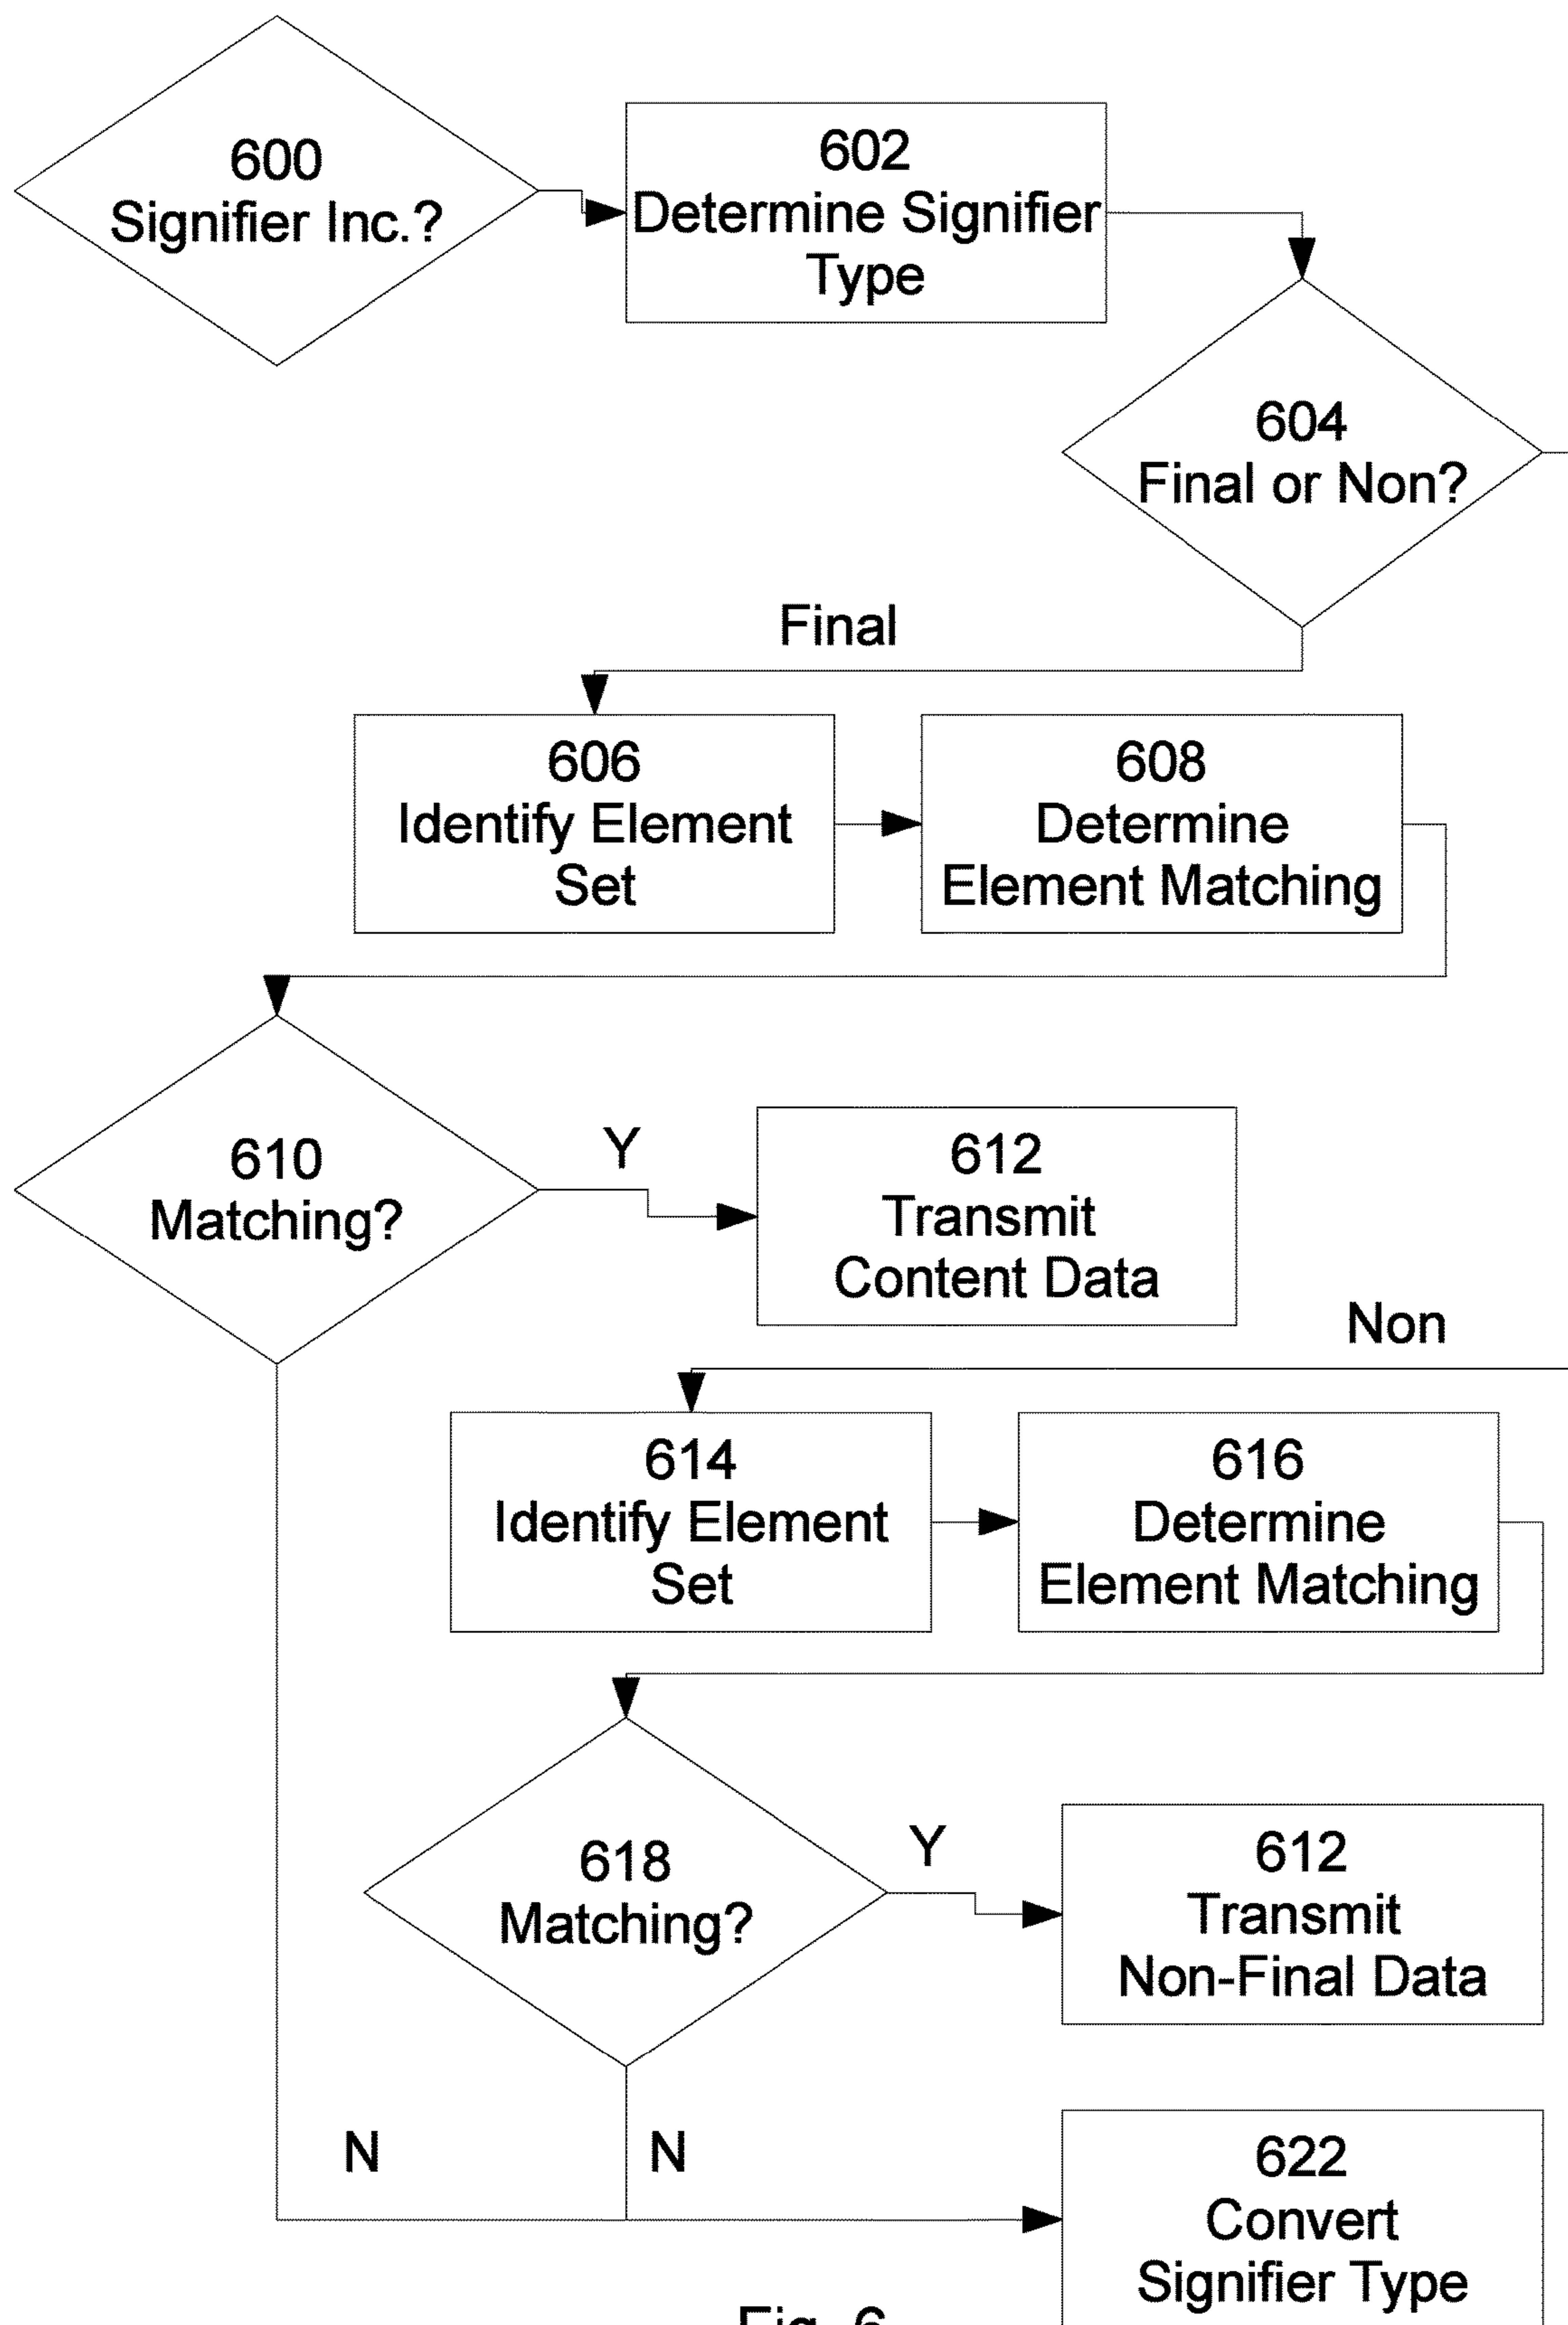 600
Signifier Inc.?
602
Determine Signifier
Type
604
Final or Non?
Final
606
Identify Element
Set
608
Determine
Element Matching
610
Matching?
Y
612
Transmit
Content Data
Non
614
Identify Element
Set
616
Determine
Element Matching
618
Matching?
Y
612
Transmit
Non-Final Data
N
N
622
Convert
Signifier Type
Fig. 6